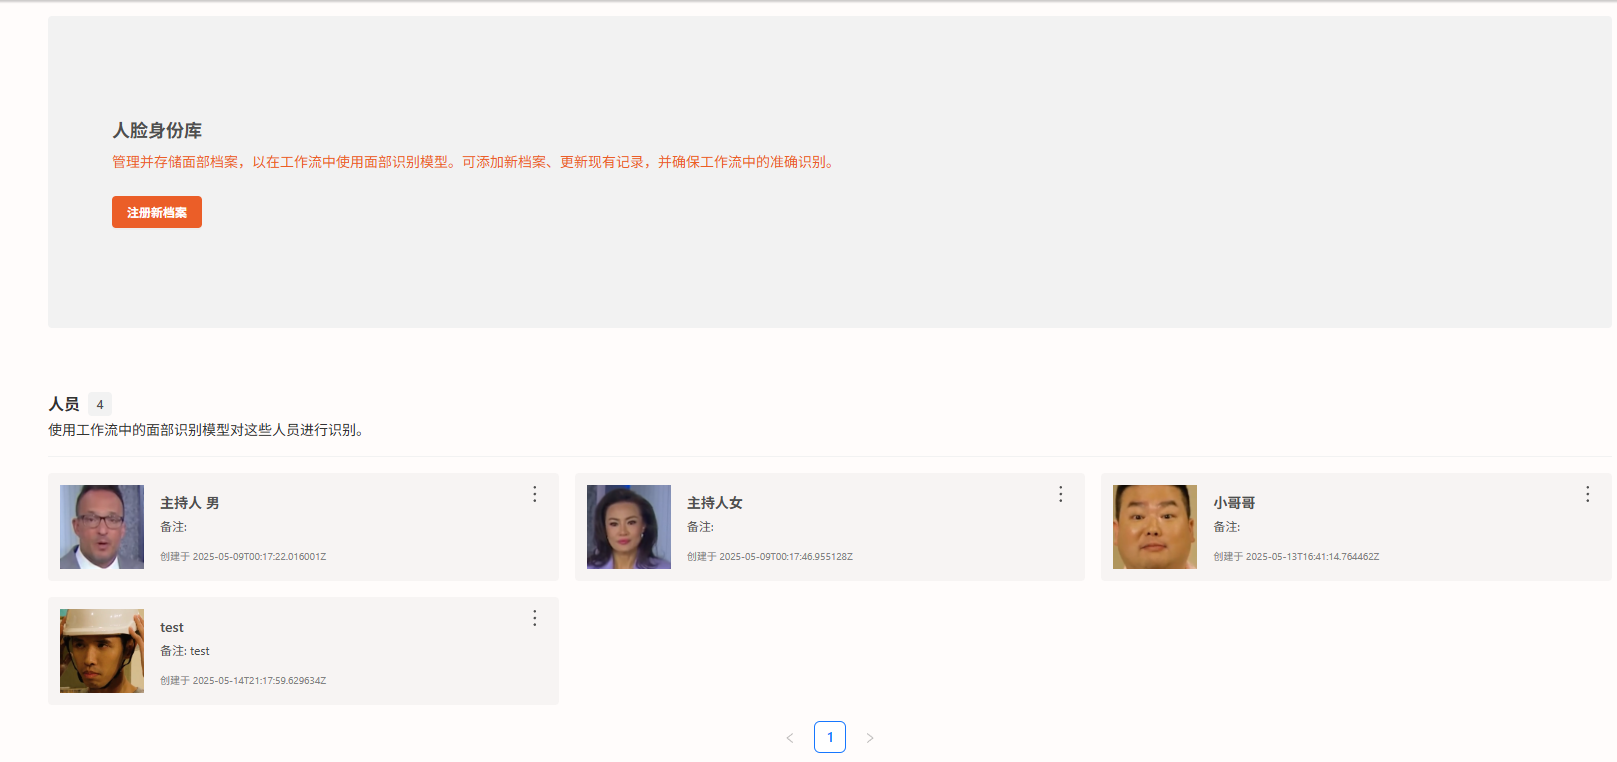 人脸身份库
管理并存储面部档案，以在工作流中使用面部识别模型。可添加新档案、更新现有记录，并确保工作流中的准确识别。
注册新档案
人员 4
使用工作流中的面部识别模型对这些人员进行识别。
主持人 男
备注:
创建于 2025-05-09T00:17:22.016001Z
主持人女
备注:
创建于 2025-05-09T00:17:46.955128Z
小哥哥
备注:
创建于 2025-05-13T16:41:14.764462Z
test
备注: test
创建于 2025-05-14T21:17:59.629634Z
1